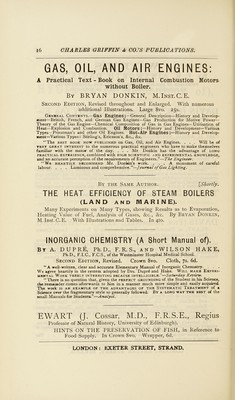 16 CHARLES GRIFFIN & CO.'S PUBLICATIONS.
GAS, OIL, AND AIR ENGINES:
A Practical Text-Book on Internal Combustion Motors
without Boiler.
By BRYAN DONKIN, M.Inst.C.E.
Second Edition, Revised throughout and Enlarged. With numerous
additional Illustrations. Large 8vo. 25s.
General Contents.—Gas Engines:—General Description—History and Develop-
ment—British, French, and German Gas Engines—Gas Production for Motive Power—
Theory of the Gas Engine—Chemical Composition of Gas in Gas Engines—Utilisation of
Heat—Explosion and Combustion. Oil Motors:—History and Development—Various
Types—Priestman's and other Oil Engines. Hot-Air Engines:—History and Develop-
ment—Various Types: Stirling's, Ericsson's, &c., &c.
"The best book now published on Gas, Oil, and Air Engines. . . . Will be of
very great interest to the numerous practical engineers who have to make themselves
familiar with the motor of the day. . . . Mr. Donkin has the advantage of long
practical experience, combined with high scientific and experimental knowledge,
and an accurate perception of the requirements of Engineers."—The Engineer.
"We heartily recommend Mr. Donkin's work. . . . A monument of careful
labour. . . . Luminous and comprehensive."—Journal of Gas Lighting.
By the Same Author. [Shortly.
THE HEAT EFFICIENCY OF STEAM BOILERS
(LAND AND MARINE).
Many Experiments on Many Types, showing Results as to Evaporation,
Heating Value of Fuel, Analysis of Gases, &c., &c. By Bryan Donkin,
M.Inst.C.E. With Illustrations and Tables. In 4to.
INORGANIC CHEMISTRY (A Short Manual of).
By A. DUPRÉ, Ph.D., F.R.S., and WILSON HAKE,
Ph.D., F.I.C., F.C.S., of the Westminster Hospital Medical School.
Second Edition, Revised. Crown 8vo. Cloth, 7s. 6d.
"A well-written, clear and accurate Elementary Manual of Inorganic Chemistry. . . .
We agree heartily in the system adopted by Drs. Dupré and Hake. Will make Experi-
mental Work trebly interesting because intelligible."—Saturday Review.
"There is no question that, given the perfect grounding of the Student in his Science,
the remainder comes afterwards to him in a manner much more simple and easily acquired.
The work is an example of the advantages of the Systematic Treatment of a
Science over the fragmentary style so generally followed. By a long way the best of the
small Manuals for Students."—Analyst.
EWART (J. Cossar, M.D., F.R.S.E., Regius
Professor of Natural History, University of Edinburgh):
HINTS ON THE PRESERVATION OF FISH, in Reference to
Food Supply. In Crown 8vo. Wrapper, 6d.
LONDON: EXETER STREET, STRAND.